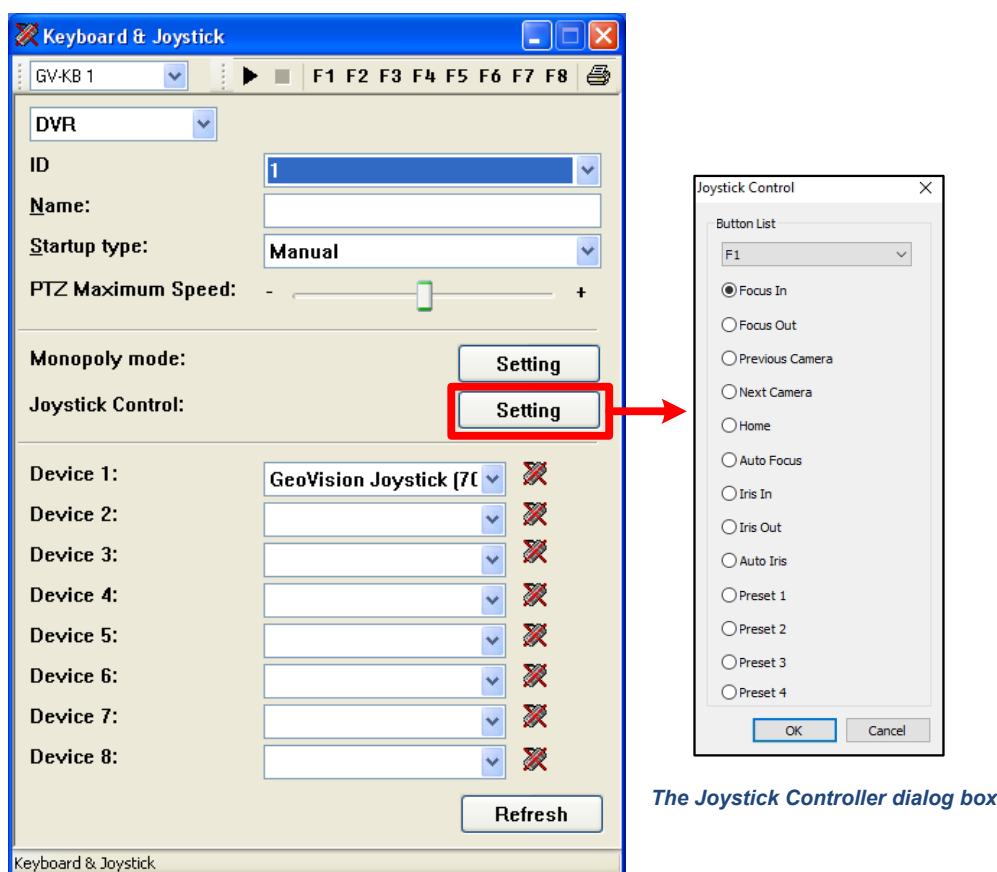 Keyboard & Joystick
GV-KB 1 F1 F2 F3 F4 F5 F6 F7 F8
DVR
ID 1
Name:
Startup type: Manual
PTZ Maximum Speed: - +
Monopoly mode: Setting
Joystick Control: Setting
Device 1: GeoVision Joystick (70
Device 2:
Device 3:
Device 4:
Device 5:
Device 6:
Device 7:
Device 8:
Refresh
Keyboard & Joystick
Joystick Control
Button List
F1
Focus In
Focus Out
Previous Camera
Next Camera
Home
Auto Focus
Iris In
Iris Out
Auto Iris
Preset 1
Preset 2
Preset 3
Preset 4
OK Cancel
The Joystick Controller dialog box